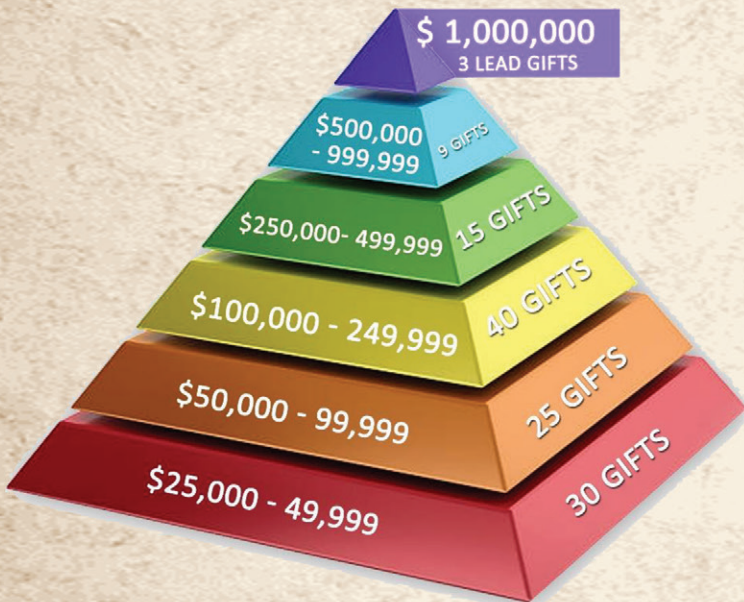 $ 1,000,000
3 LEAD GIFTS
$500,000
- 999,999
9 GIFTS
$250,000- 499,999
15 GIFTS
$100,000 - 249,999
40 GIFTS
$50,000 - 99,999
25 GIFTS
$25,000 - 49,999
30 GIFTS